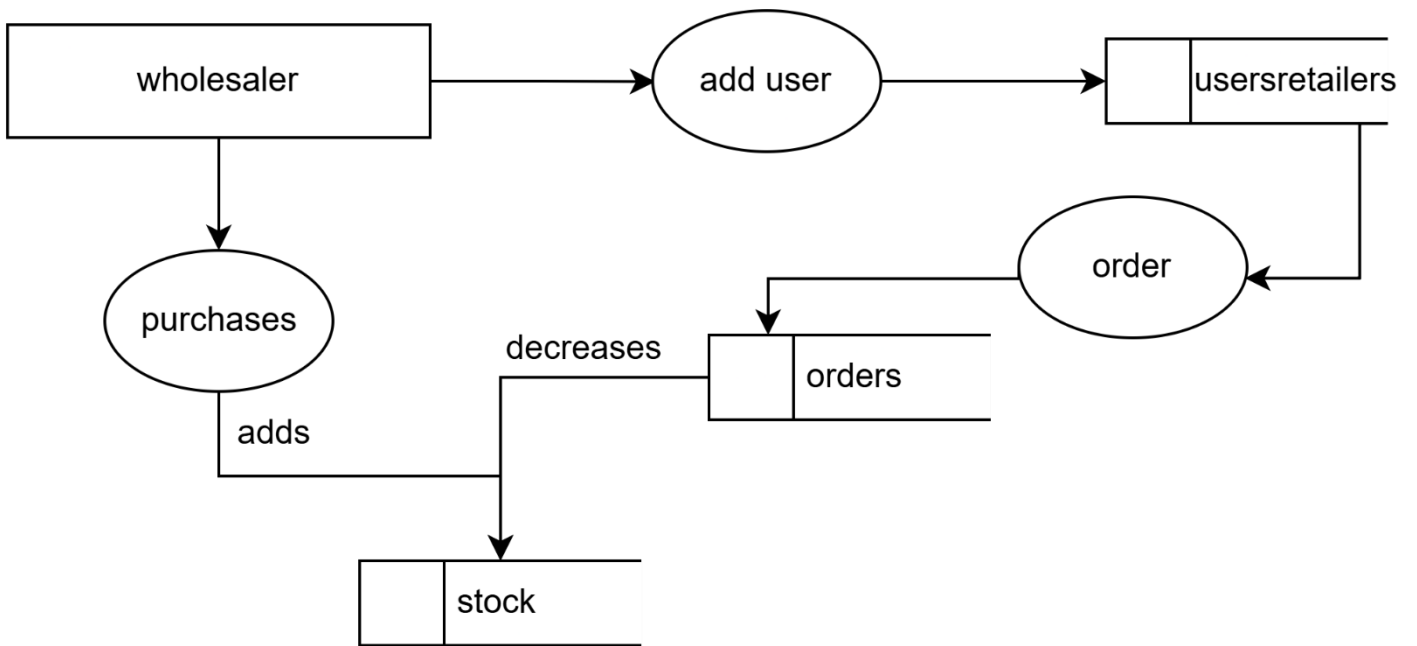 wholesaler
add user
usersretailers
order
purchases
decreases
orders
adds
stock